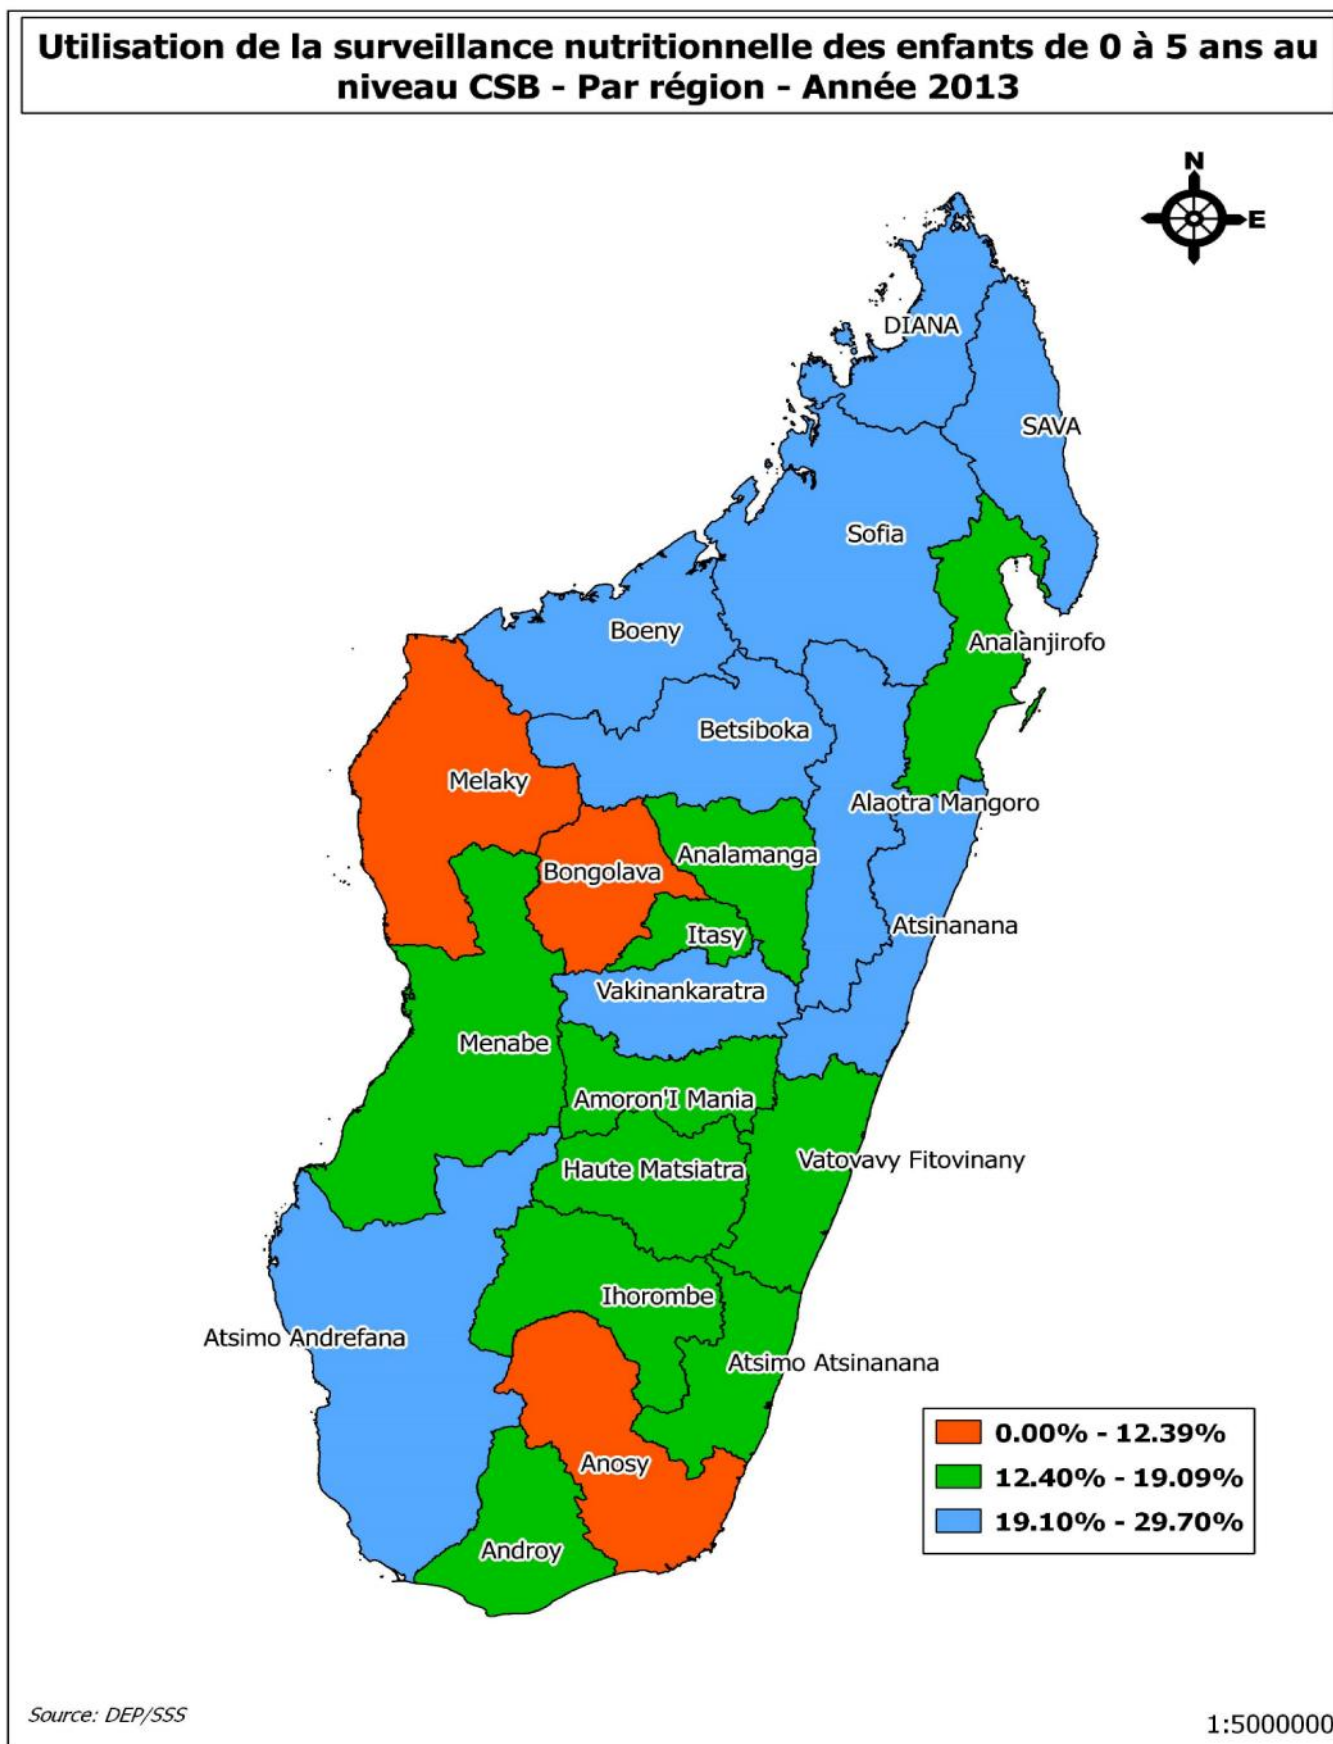 Utilisation de la surveillance nutritionnelle des enfants de 0 à 5 ans au
niveau CSB - Par région - Année 2013
N
E
DIANA
SAVA
Sofia
Boeny
Analanjirofo
Betsiboka
Melaky
Alaotra Mangoro
Analamanga
Bongolava
Atsinanana
Itasy
Vakinankaratra
Menabe
Amoron'I Mania
Haute Matsiatra
Vatovavy Fitovinany
Ihorombe
Atsimo Andrefana
Atsimo Atsinanana
0.00% - 12.39%
Anosy
12.40% - 19.09%
19.10% - 29.70%
Androy
Source: DEP/SSS
1:5000000